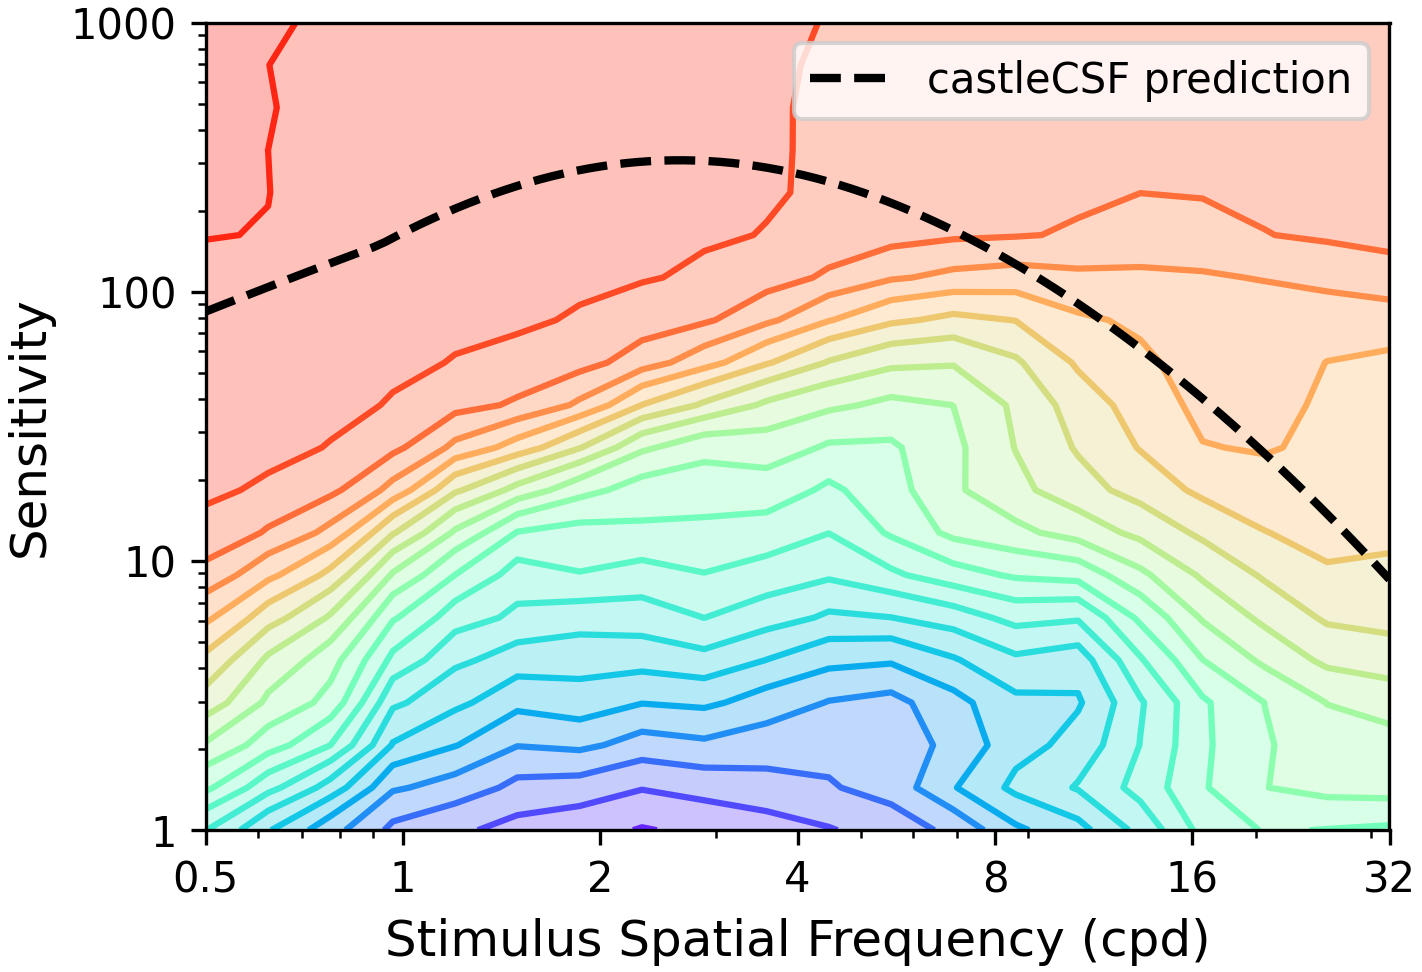 1000
castleCSF prediction
100
Sensitivity
10
1
0.5 1 2 4 8 16 32
Stimulus Spatial Frequency (cpd)